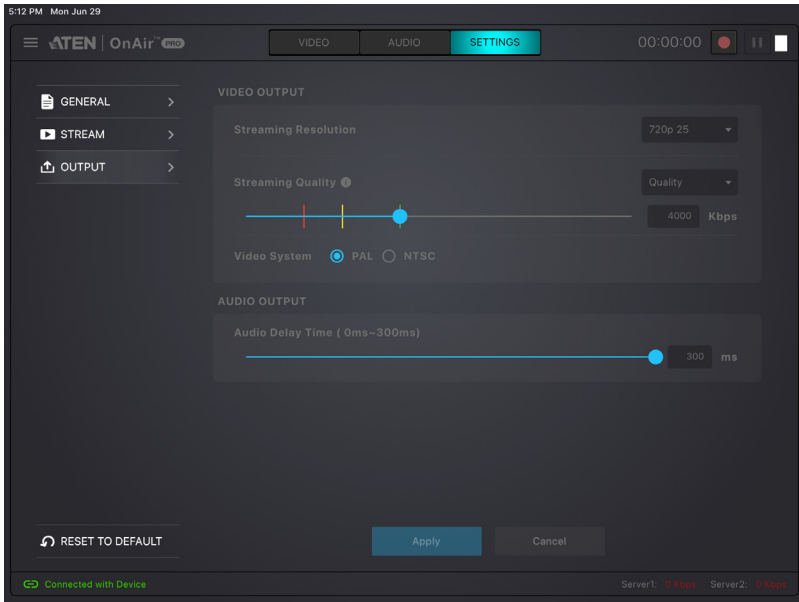 5:12 PM Mon Jun 29
ATEN OnAir™ PRO
VIDEO
AUDIO
SETTINGS
00:00:00
GENERAL
STREAM
OUTPUT
VIDEO OUTPUT
Streaming Resolution
720p 25
Streaming Quality
Quality
4000 Kbps
Video System PAL NTSC
AUDIO OUTPUT
Audio Delay Time ( 0ms~300ms)
300 ms
RESET TO DEFAULT
Apply
Cancel
Connected with Device
Server1: 0 Kbps Server2: 0 Kbps